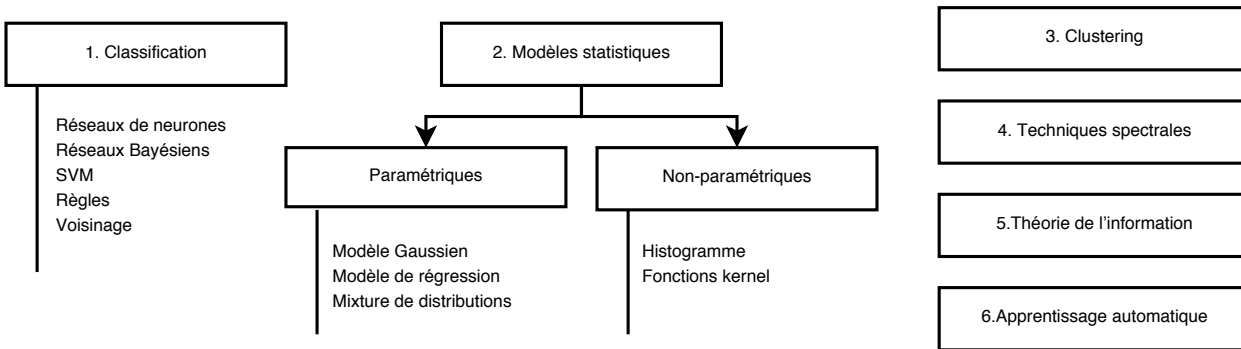 1. Classification
Réseaux de neurones
Réseaux Bayésiens
SVM
Règles
Voisinage
2. Modèles statistiques
Paramétriques
Modèle Gaussien
Modèle de régression
Mixture de distributions
Non-paramétriques
Histogramme
Fonctions kernel
3. Clustering
4. Techniques spectrales
5.Théorie de l'information
6.Apprentissage automatique